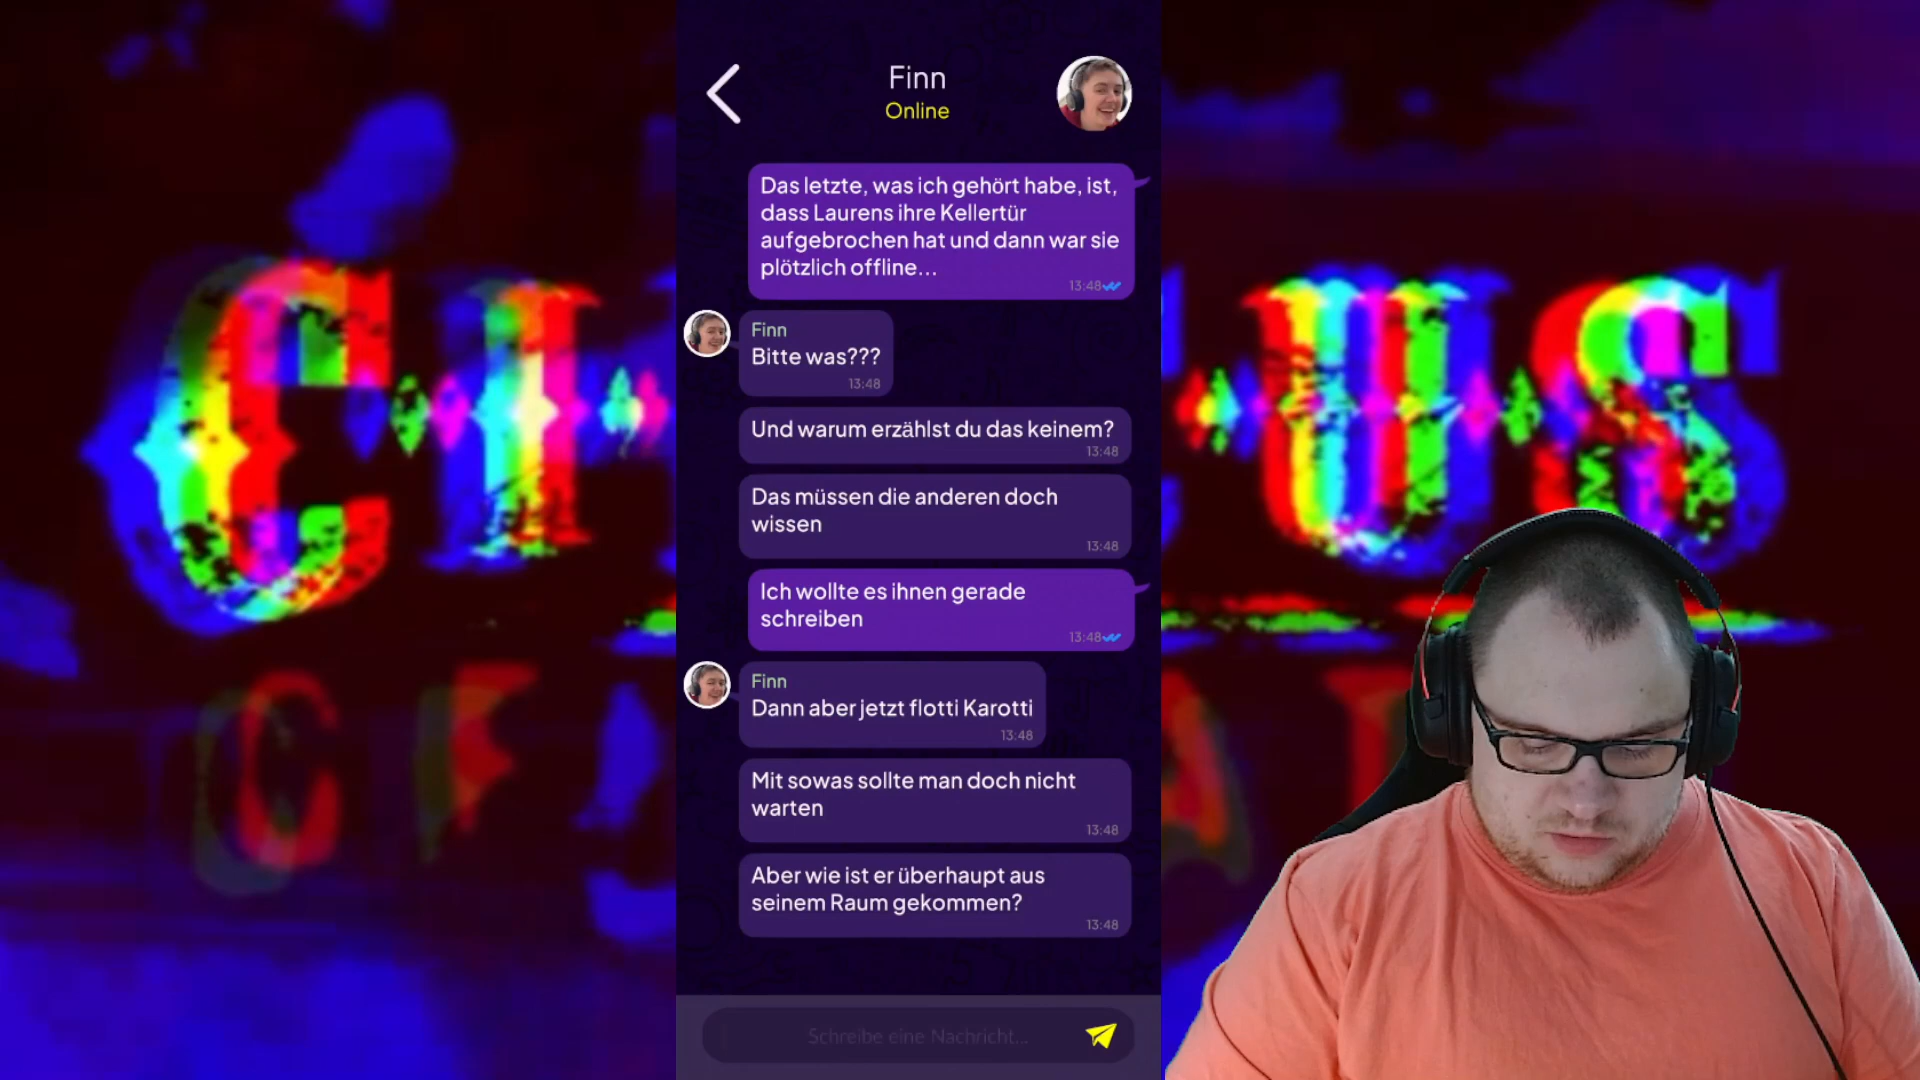 Finn
Online
Das letzte, was ich gehört habe, ist,
dass Laurens ihre Kellertür
aufgebrochen hat und dann war sie
plötzlich offline...
13:48
Finn
Bitte was???
13:48
Und warum erzählst du das keinem?
13:48
Das müssen die anderen doch
wissen
13:48
Ich wollte es ihnen gerade
schreiben
13:48
Finn
Dann aber jetzt flotti Karotti
13:48
Mit sowas sollte man doch nicht
warten
13:48
Aber wie ist er überhaupt aus
seinem Raum gekommen?
13:48
Schreibe eine Nachricht...